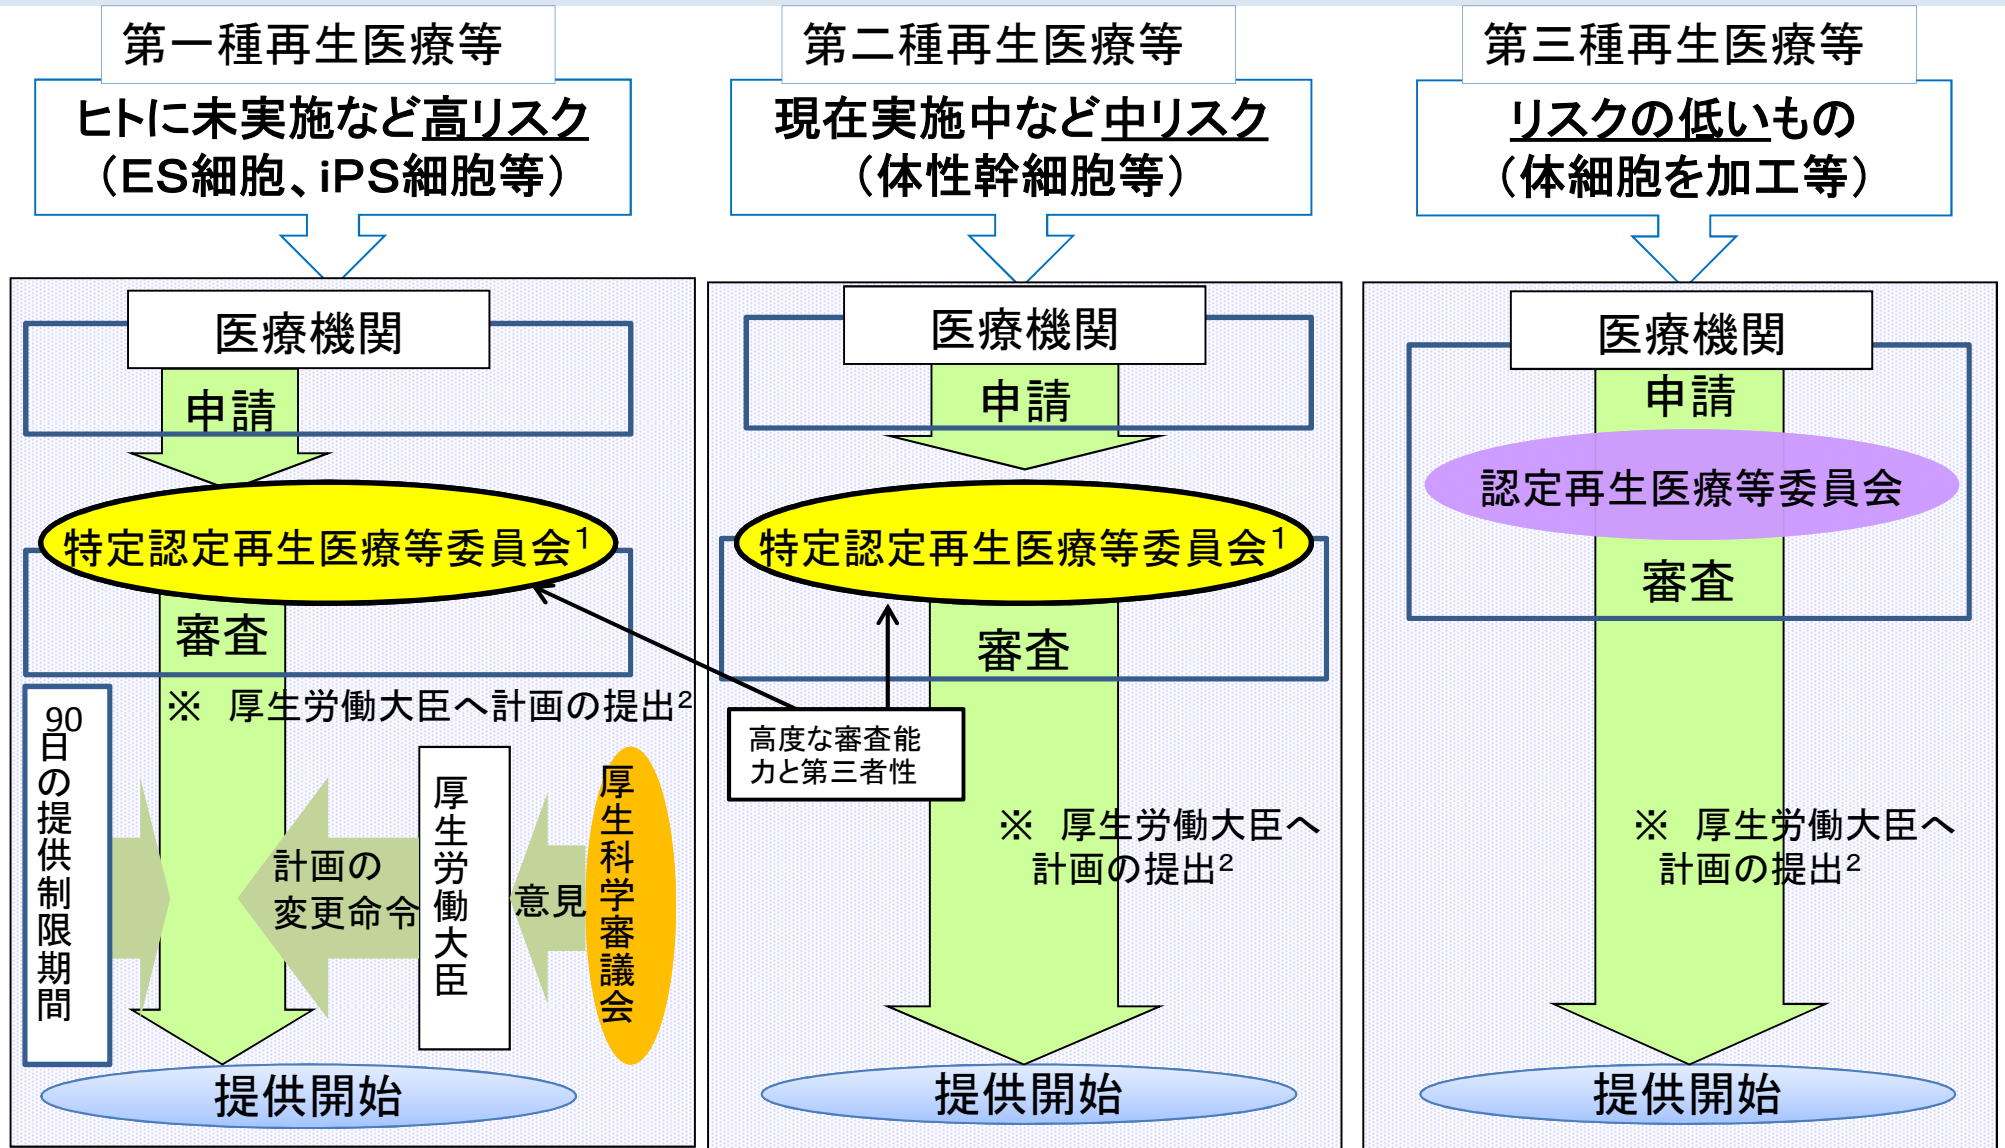 第一種再生医療等
ヒトに未実施など高リスク
（ES細胞、iPS細胞等）
医療機関
申請
特定認定再生医療等委員会1
審査
※　厚生労働大臣へ計画の提出2
90
日の提供制限期間
計画の
変更命令
厚生労働大臣
意見
厚生科学審議会
提供開始
第二種再生医療等
現在実施中など中リスク
（体性幹細胞等）
医療機関
申請
特定認定再生医療等委員会1
審査
高度な審査能
力と第三者性
※　厚生労働大臣へ
計画の提出2
提供開始
第三種再生医療等
リスクの低いもの
（体細胞を加工等）
医療機関
申請
認定再生医療等委員会
審査
※　厚生労働大臣へ
計画の提出2
提供開始